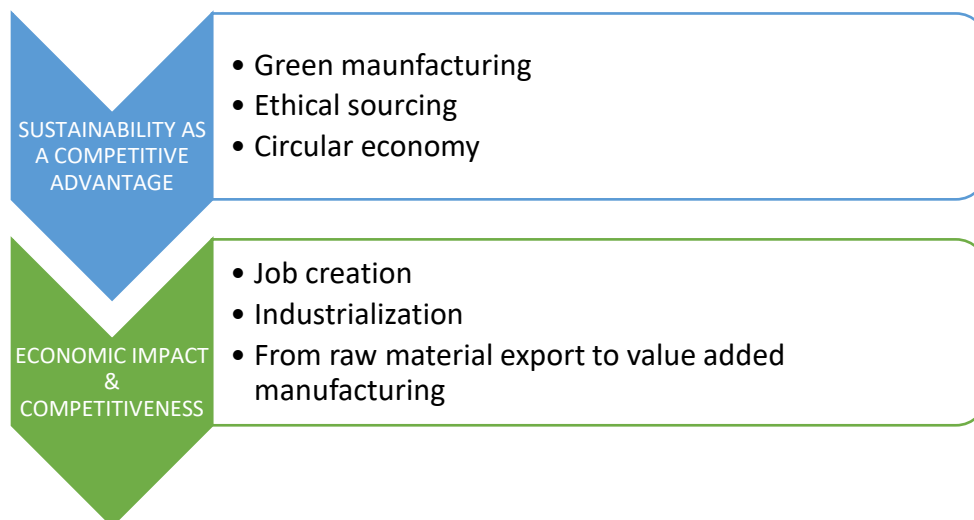 SUSTAINABILITY AS
A COMPETITIVE
ADVANTAGE
• Green maunfacturing
• Ethical sourcing
• Circular economy
ECONOMIC IMPACT
&
COMPETITIVENESS
• Job creation
• Industrialization
• From raw material export to value added
manufacturing